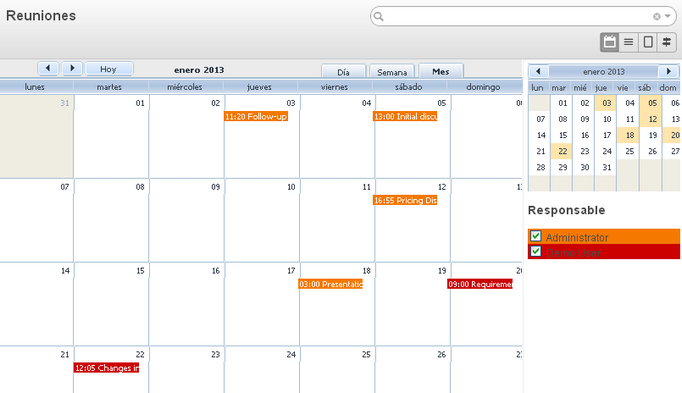 Reuniones
Hoy
enero 2013
Día
Semana
Mes
lunes martes miércoles jueves viernes sábado domingo
31 01 02 03 04 05
11:20 Follow-up
13:00 Initial discu
07 08 09 10 11 12
16:55 Pricing Dis
14 15 16 17 18 19 20
03:00 Presentatio
09:00 Requireme
21 22 23 24 25 26
12:05 Changes in
enero 2013
lun mar mié jue vie sáb dom
01 02 03 04 05 06
07 08 09 10 11 12 13
14 15 16 17 18 19 20
21 22 23 24 25 26 27
28 29 30 31
Responsable
Administrator